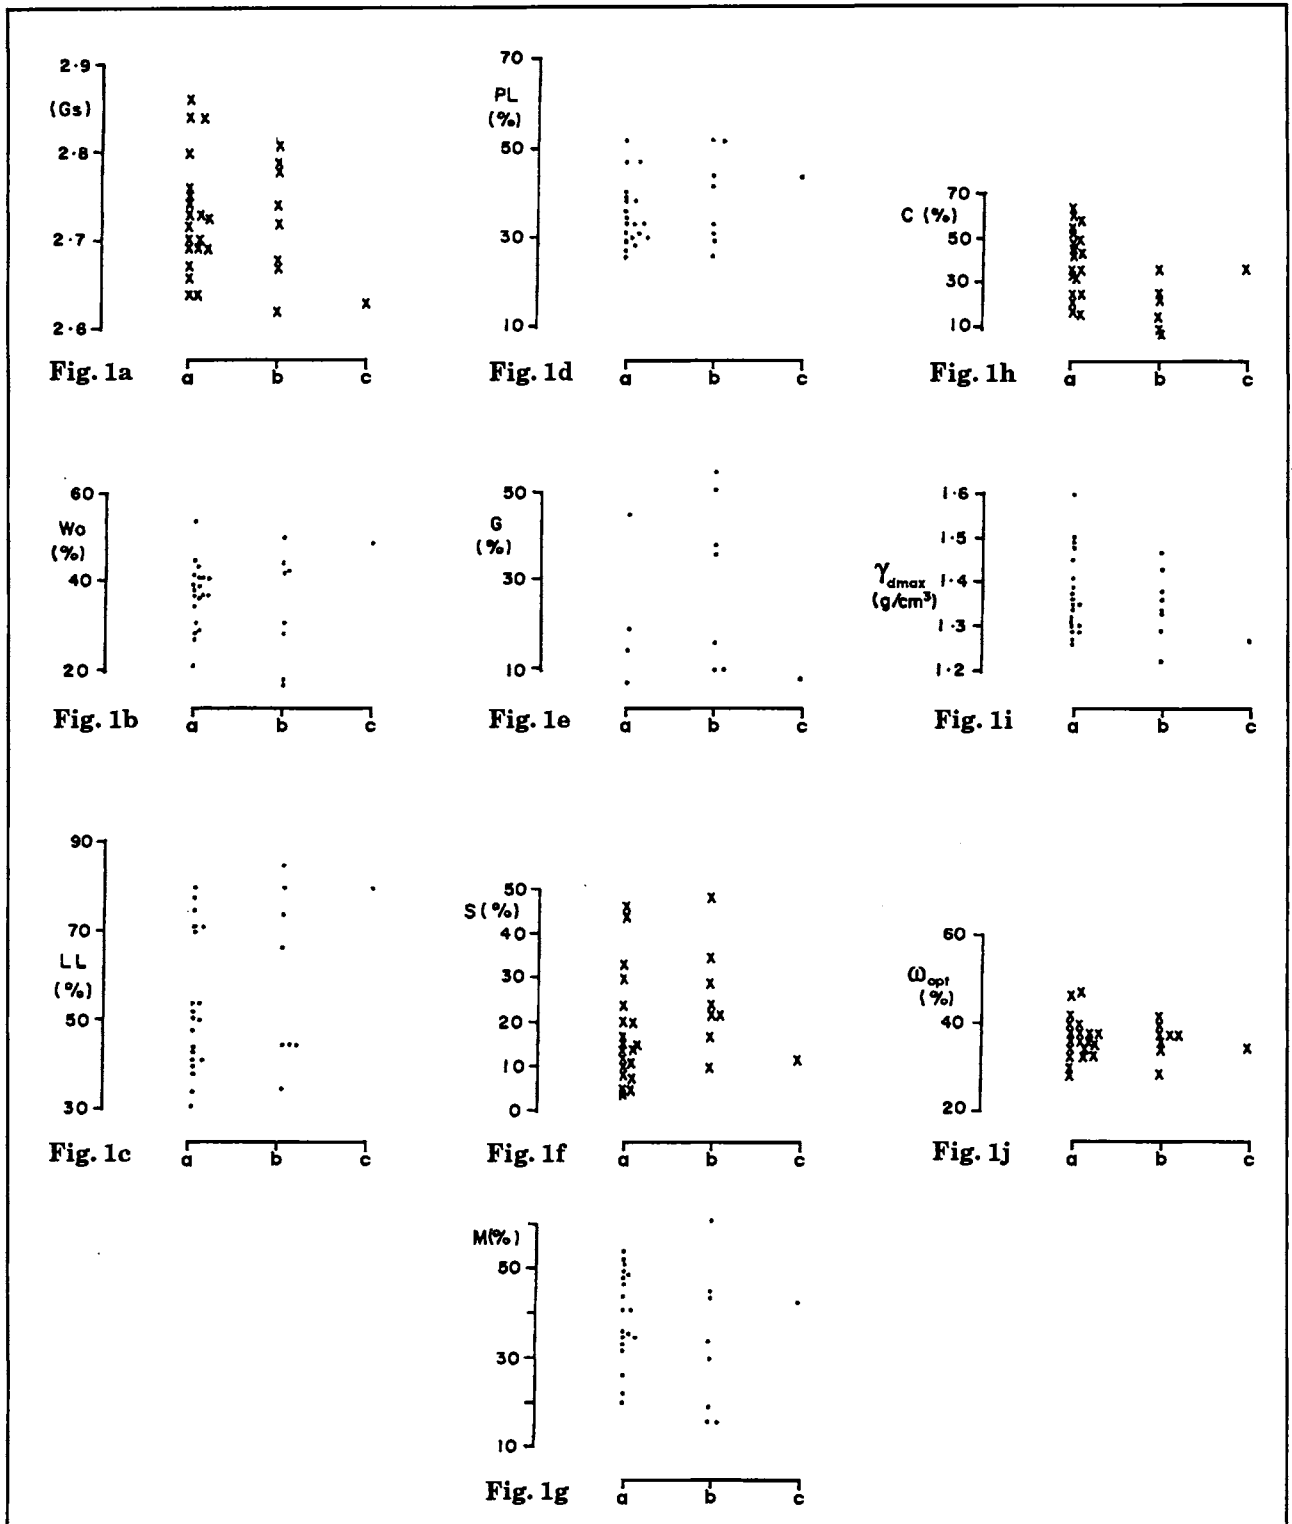 2·9
(Gs)
2·8
2·7
2·6
Fig. 1a
a b c
70
PL
(%)
50
30
10
Fig. 1d
a b c
70
C (%)
50
30
10
Fig. 1h
a b c
60
Wo
(%)
40
20
Fig. 1b
a b c
50
G
(%)
30
10
Fig. 1e
a b c
1·6
1·5
γdmax
1·4
(g/cm³)
1·3
1·2
Fig. 1i
a b c
90
70
LL
(%)
50
30
Fig. 1c
a b c
50
S (%)
40
30
20
10
0
Fig. 1f
a b c
60
ωopt
(%)
40
20
Fig. 1j
a b c
M(%)
50
30
10
Fig. 1g
a b c